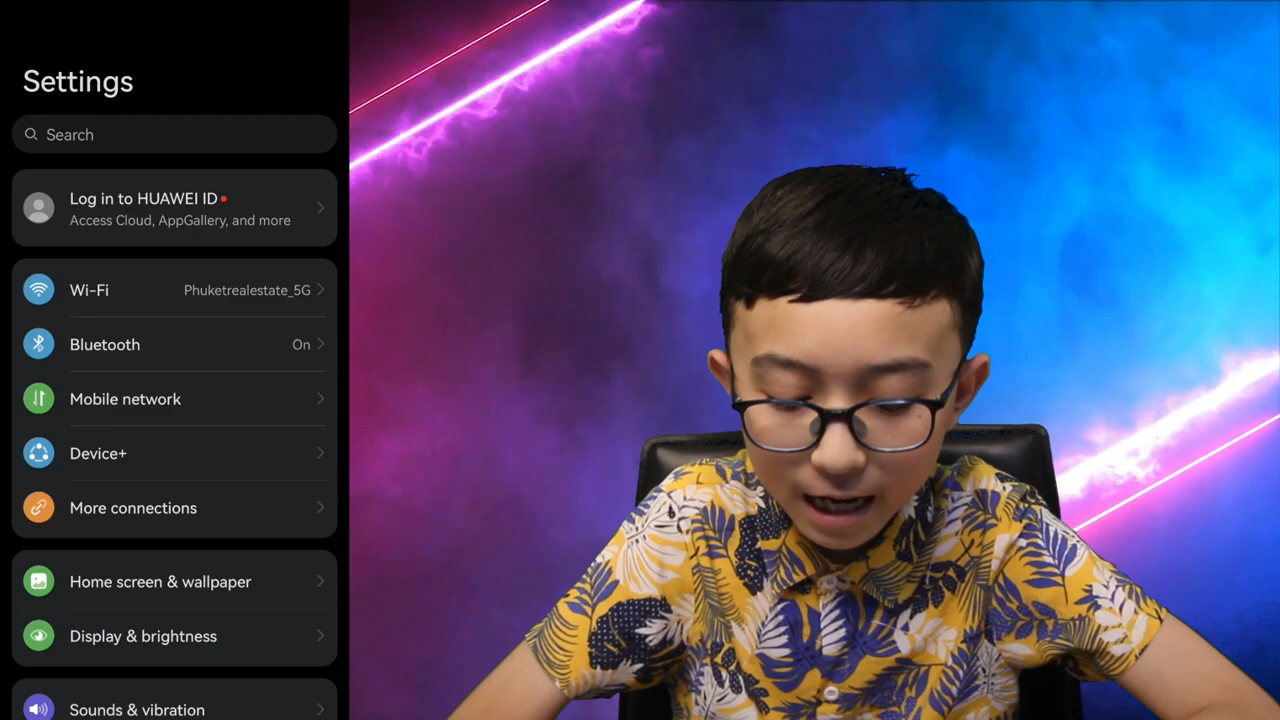 Settings
Search
Log in to HUAWEI ID
Access Cloud, AppGallery, and more
Wi-Fi Phuketrealestate_5G
Bluetooth On
Mobile network
Device+
More connections
Home screen & wallpaper
Display & brightness
Sounds & vibration